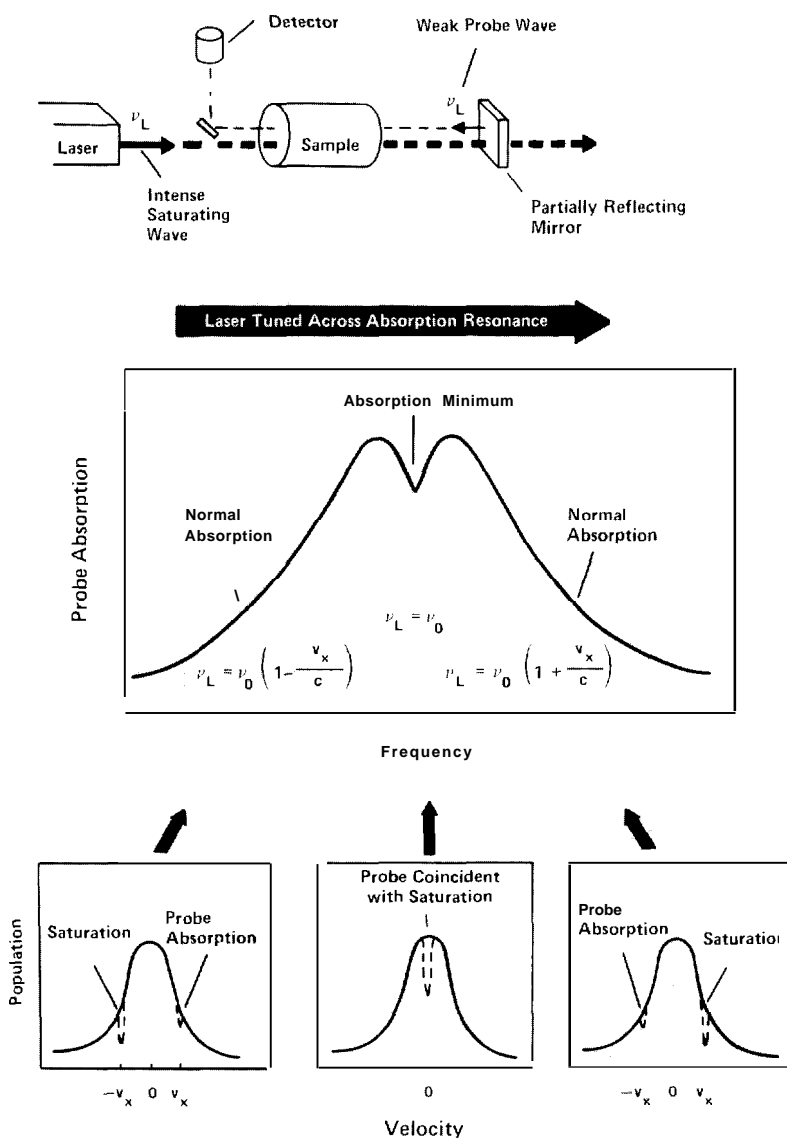 Detector
Weak Probe Wave
ν_L
ν_L
Laser
Sample
Intense
Saturating
Wave
Partially Reflecting
Mirror
Laser Tuned Across Absorption Resonance
Absorption Minimum
Probe Absorption
Normal
Absorption
Normal
Absorption
ν_L = ν_0
ν_L = ν_0 (1 - v_x/c)
ν_L = ν_0 (1 + v_x/c)
Frequency
Population
Saturation
Probe
Absorption
Probe Coincident
with Saturation
Probe
Absorption
Saturation
-v_x 0 v_x
0
-v_x 0 v_x
Velocity